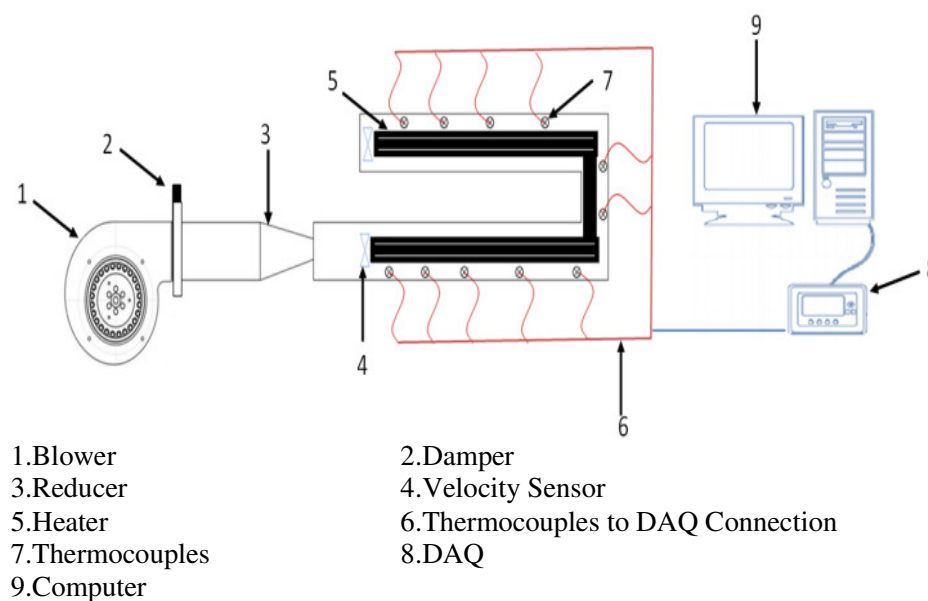 9
5
7
3
2
1
8
4
6
1.Blower 2.Damper
3.Reducer 4.Velocity Sensor
5.Heater 6.Thermocouples to DAQ Connection
7.Thermocouples 8.DAQ
9.Computer